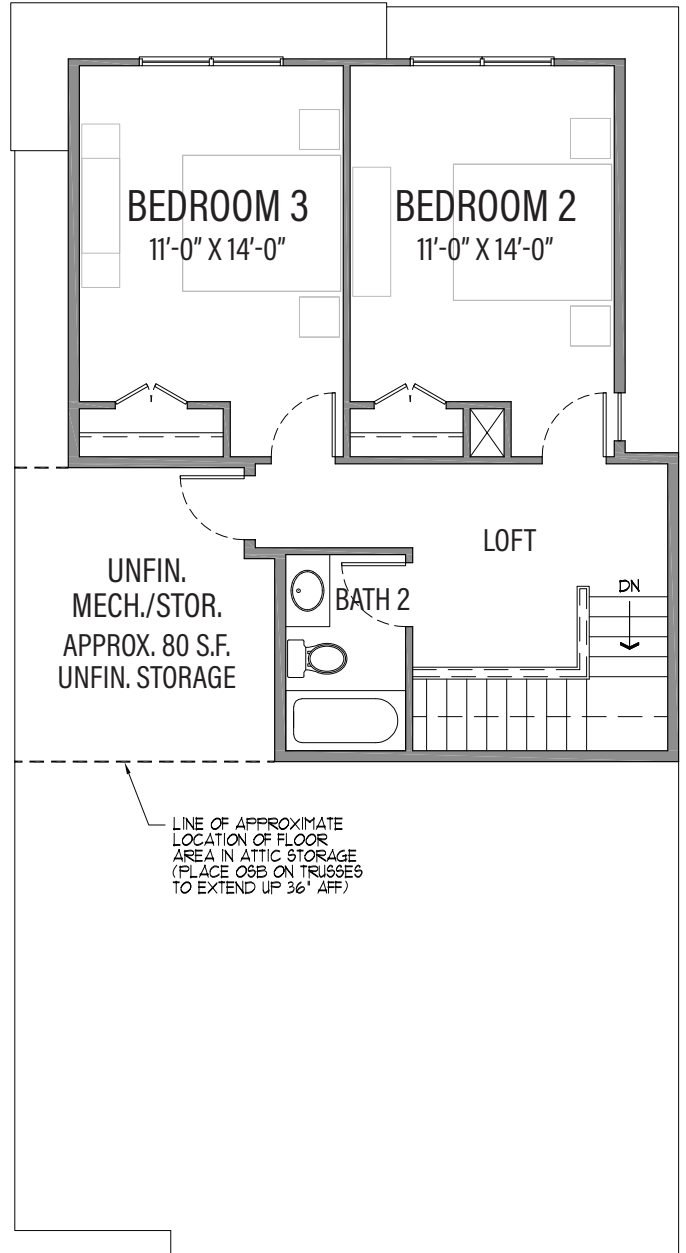 BEDROOM 3
11'-0" X 14'-0"
BEDROOM 2
11'-0" X 14'-0"
LOFT
DN
UNFIN.
MECH./STOR.
APPROX. 80 S.F.
UNFIN. STORAGE
BATH 2
LINE OF APPROXIMATE
LOCATION OF FLOOR
AREA IN ATTIC STORAGE
(PLACE OSB ON TRUSSES
TO EXTEND UP 36" AFF)